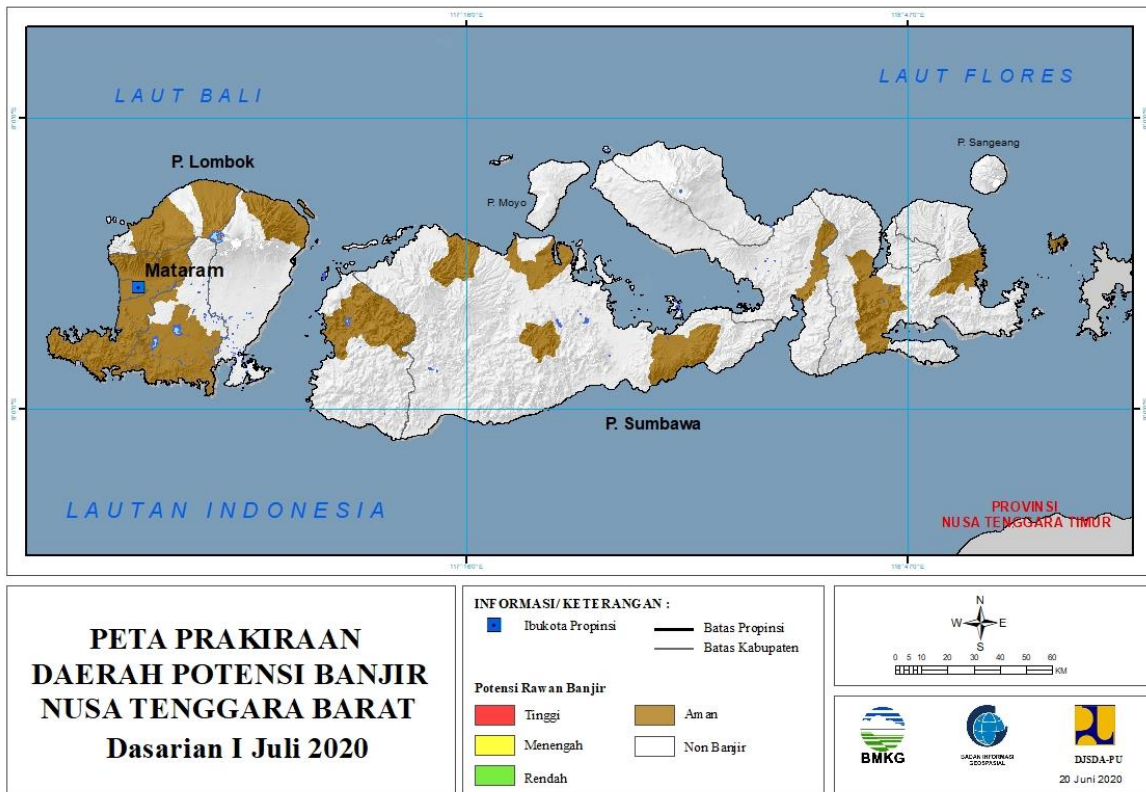 LAUT BALI
LAUT FLORES
P. Lombok
P. Sangeang
P. Moyo
Mataram
P. Sumbawa
LAUTAN INDONESIA
PROVINSI
NUSA TENGGARA TIMUR
PETA PRAKIRAAN
DAERAH POTENSI BANJIR
NUSA TENGGARA BARAT
Dasarian I Juli 2020
INFORMASI/ KETERANGAN :
Ibukota Propinsi
Batas Propinsi
Batas Kabupaten
Potensi Rawan Banjir
Tinggi
Aman
Menengah
Non Banjir
Rendah
N
W E
S
0 5 10 20 30 40 50 60
KM
BMKG
BADAN INFORMASI
GEOSPASIAL
DJSDA-PU
20 Juni 2020